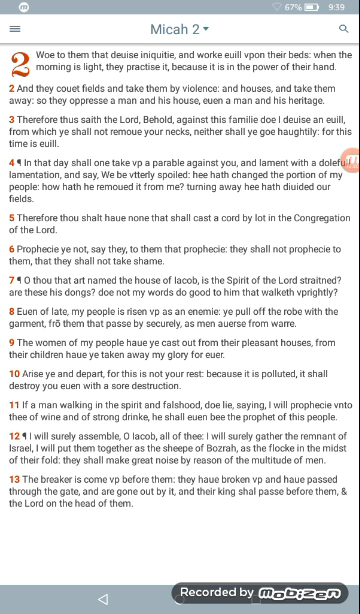 67% 9:39
Micah 2
2 Woe to them that deuise iniquitie, and worke euill vpon their beds: when the
morning is light, they practise it, because it is in the power of their hand.
2 And they couet fields and take them by violence: and houses, and take them
away: so they oppresse a man and his house, euen a man and his heritage.
3 Therefore thus saith the Lord, Behold, against this familie doe I deuise an euill,
from which ye shall not remoue your necks, neither shall ye goe haughtily: for this
time is euill.
4 ¶ In that day shall one take vp a parable against you, and lament with a dolefull
lamentation, and say, We be vtterly spoiled: hee hath changed the portion of my
people: how hath he remoued it from me? turning away hee hath diuided our
fields.
5 Therefore thou shalt haue none that shall cast a cord by lot in the Congregation
of the Lord.
6 Prophecie ye not, say they, to them that prophecie: they shall not prophecie to
them, that they shall not take shame.
7 ¶ O thou that art named the house of Iacob, is the Spirit of the Lord straitned?
are these his dongs? doe not my words do good to him that walketh vprightly?
8 Euen of late, my people is risen vp as an enemie: ye pull off the robe with the
garment, frō them that passe by securely, as men auerse from warre.
9 The women of my people haue ye cast out from their pleasant houses, from
their children haue ye taken away my glory for euer.
10 Arise ye and depart, for this is not your rest: because it is polluted, it shall
destroy you euen with a sore destruction.
11 If a man walking in the spirit and falshood, doe lie, saying, I will prophecie vnto
thee of wine and of strong drinke, he shall euen bee the prophet of this people.
12 ¶ I will surely assemble, O Iacob, all of thee: I will surely gather the remnant of
Israel, I will put them together as the sheepe of Bozrah, as the flocke in the midst
of their fold: they shall make great noise by reason of the multitude of men.
13 The breaker is come vp before them: they haue broken vp and haue passed
through the gate, and are gone out by it, and their king shal passe before them, &
the Lord on the head of them.
Recorded by mobizen